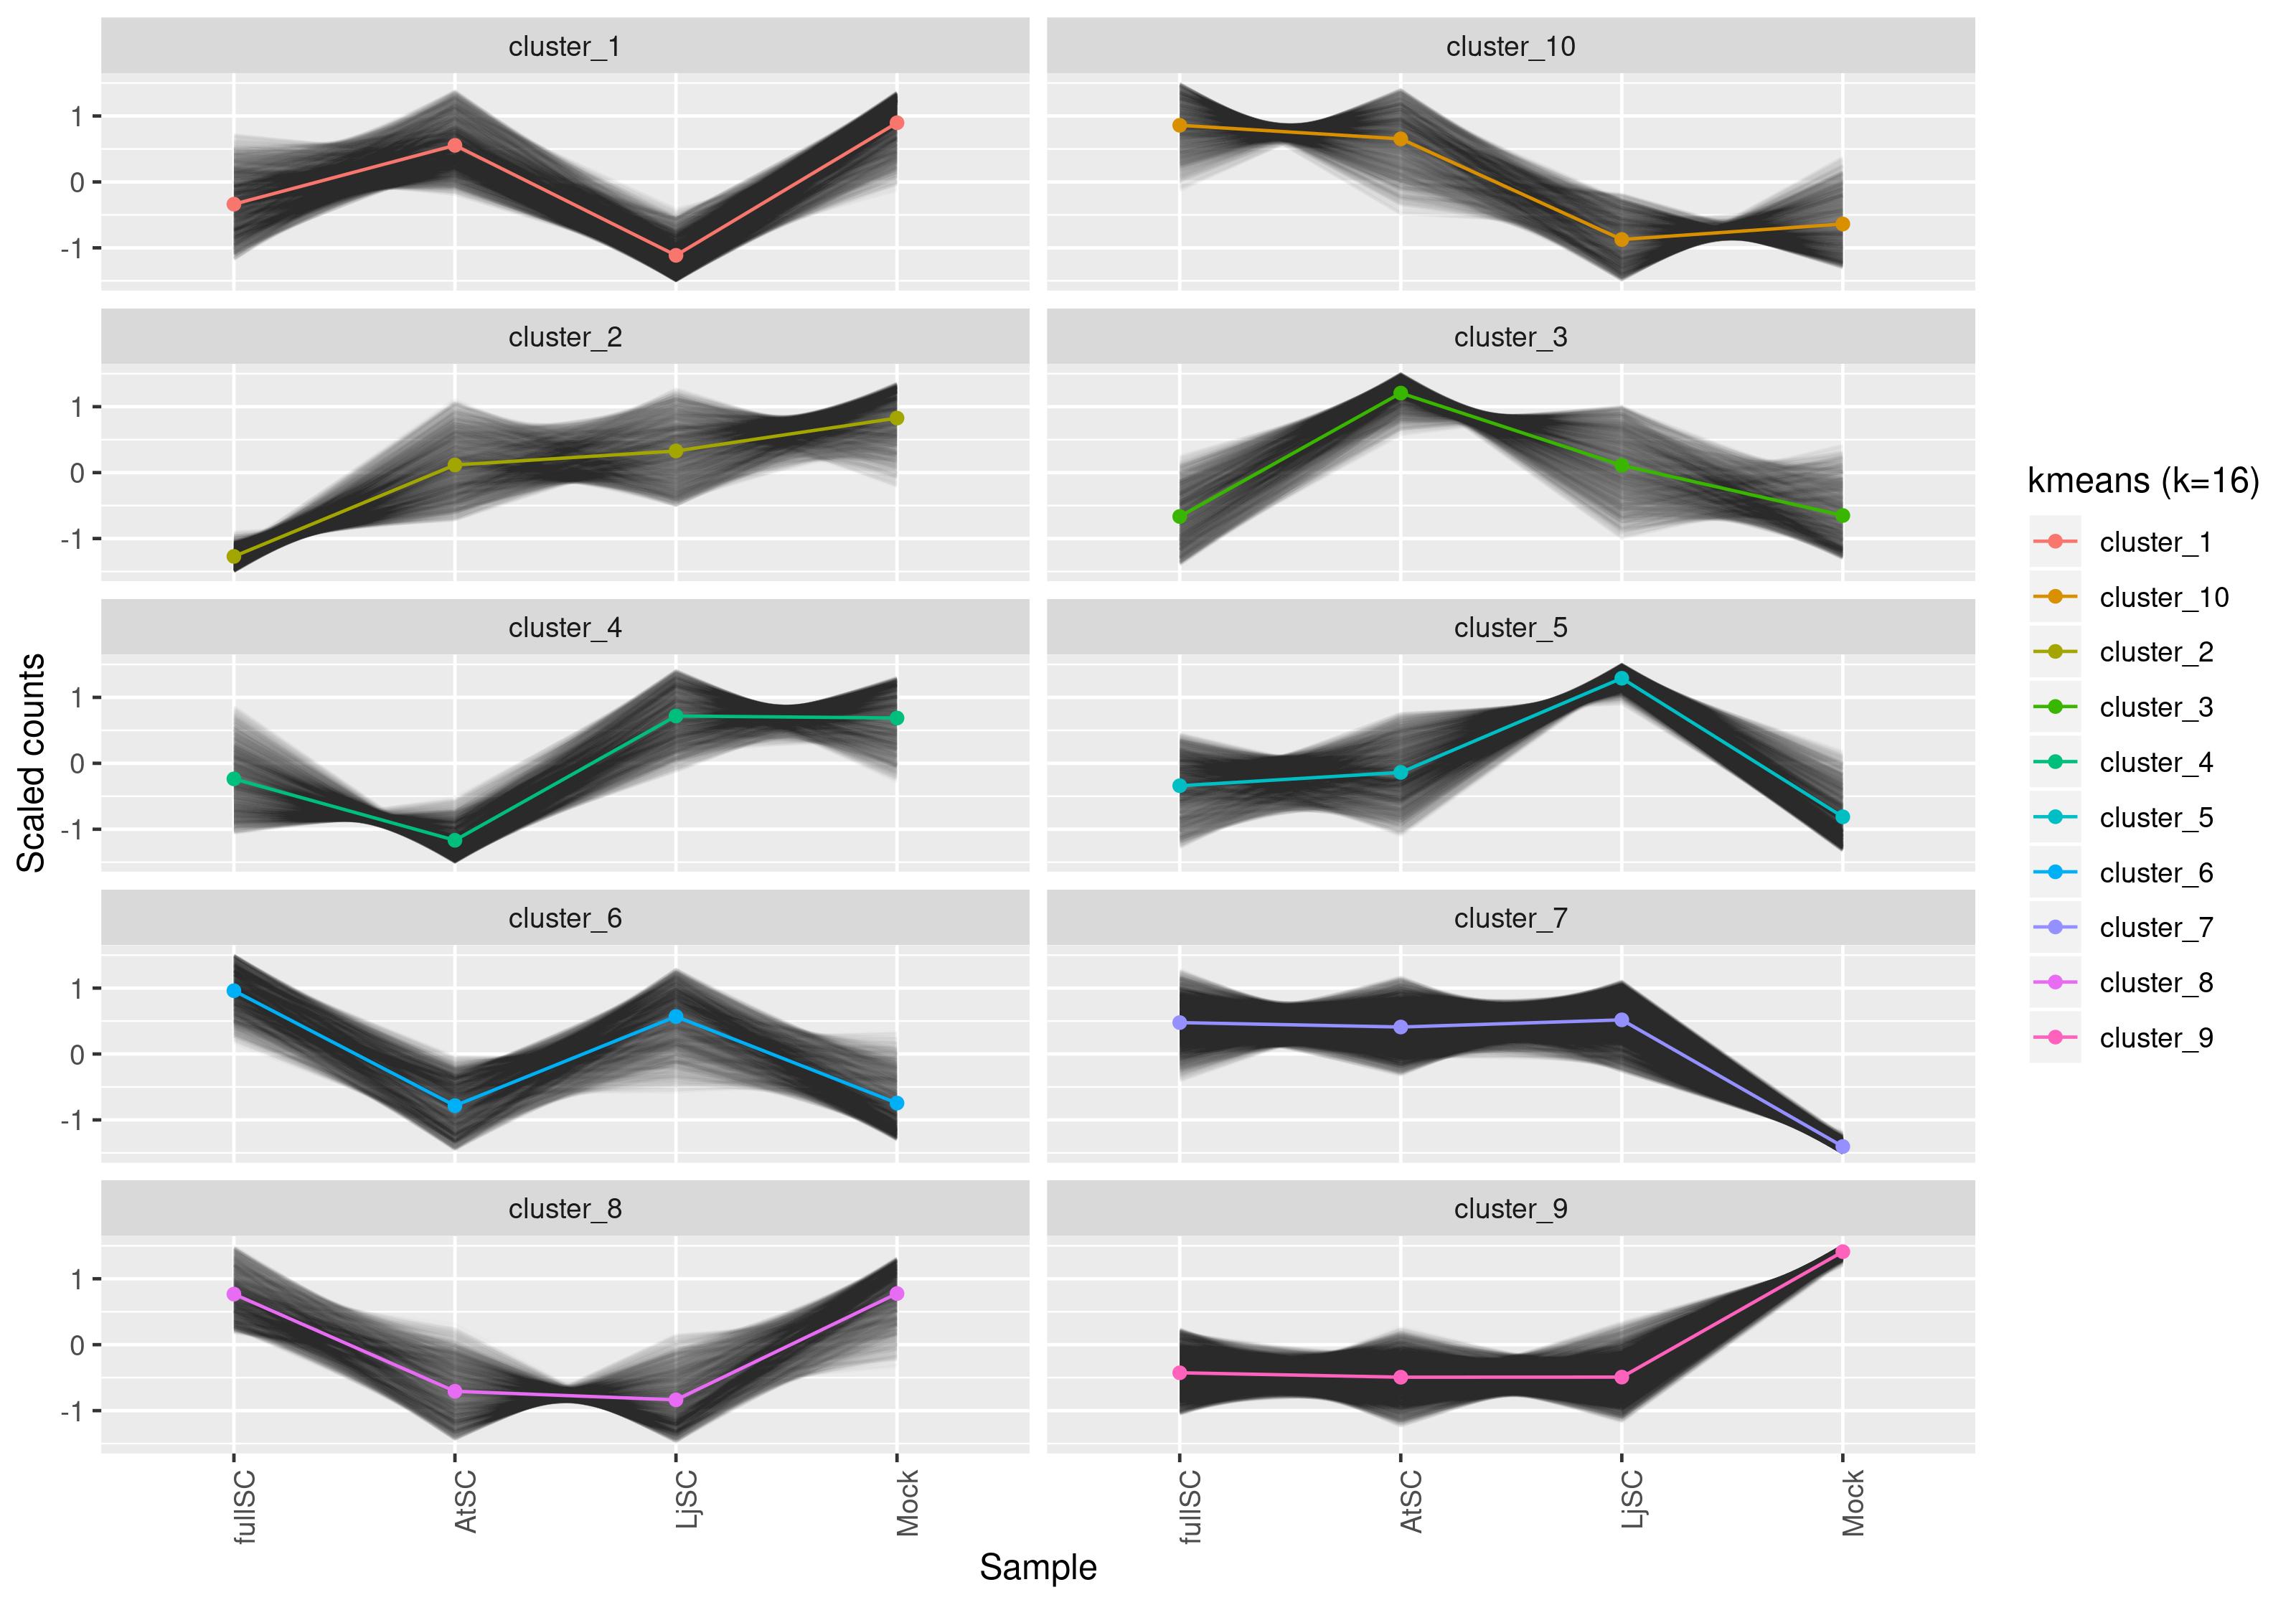 cluster_1
cluster_10
1
0
-1
cluster_2
cluster_3
1
0
-1
cluster_4
cluster_5
1
0
-1
cluster_6
cluster_7
1
0
-1
cluster_8
cluster_9
1
0
-1
fullSC
AtSC
LjSC
Mock
fullSC
AtSC
LjSC
Mock
Sample
Scaled counts
kmeans (k=16)
cluster_1
cluster_10
cluster_2
cluster_3
cluster_4
cluster_5
cluster_6
cluster_7
cluster_8
cluster_9